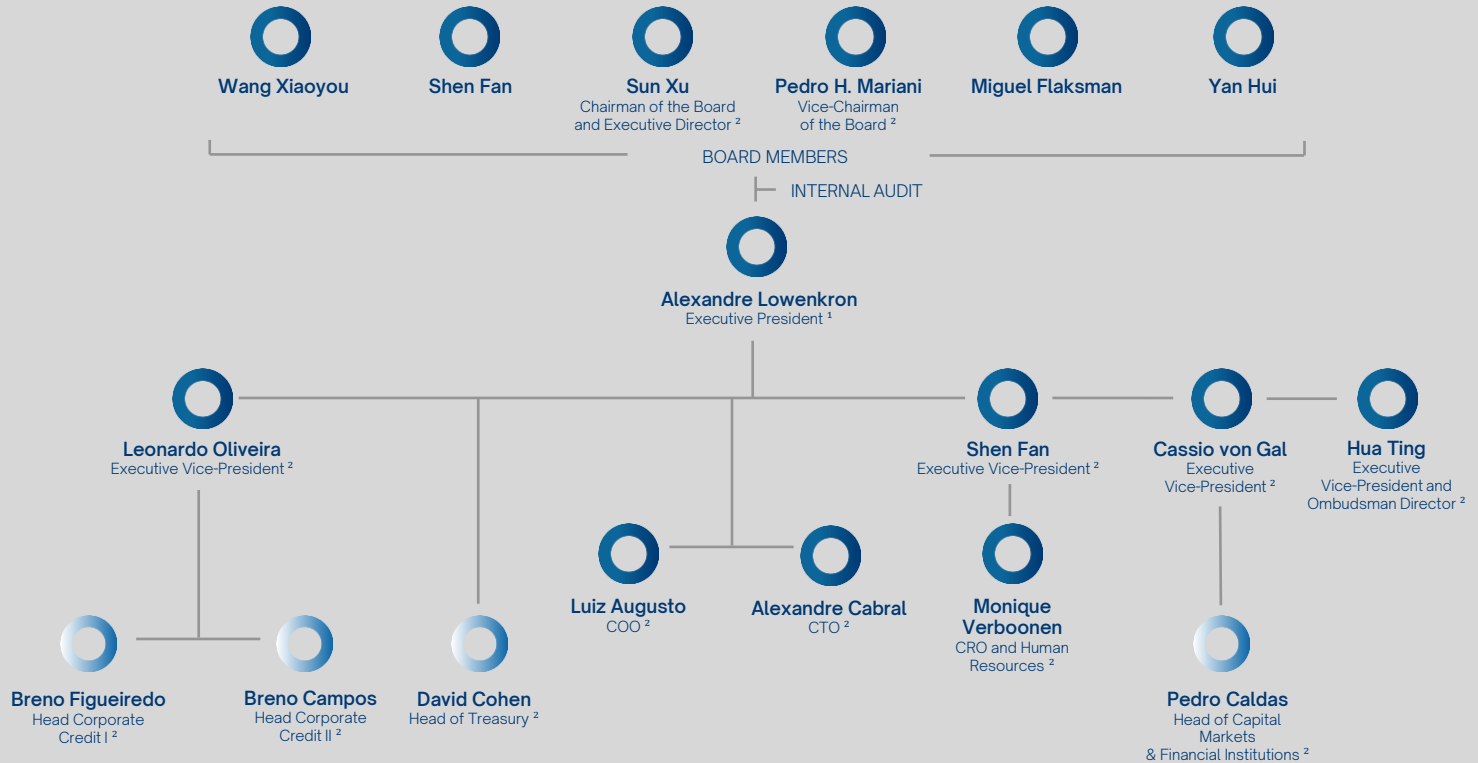 Wang Xiaoyou
Shen Fan
Sun Xu
Chairman of the Board
and Executive Director ²
Pedro H. Mariani
Vice-Chairman
of the Board ²
Miguel Flaksman
Yan Hui
BOARD MEMBERS
INTERNAL AUDIT
Alexandre Lowenkron
Executive President ¹
Leonardo Oliveira
Executive Vice-President ²
Shen Fan
Executive Vice-President ²
Cassio von Gal
Executive
Vice-President ²
Hua Ting
Executive
Vice-President and
Ombudsman Director ²
Luiz Augusto
COO ²
Alexandre Cabral
CTO ²
Monique
Verboonen
CRO and Human
Resources ²
Breno Figueiredo
Head Corporate
Credit I ²
Breno Campos
Head Corporate
Credit II ²
David Cohen
Head of Treasury ²
Pedro Caldas
Head of Capital
Markets
& Financial Institutions ²